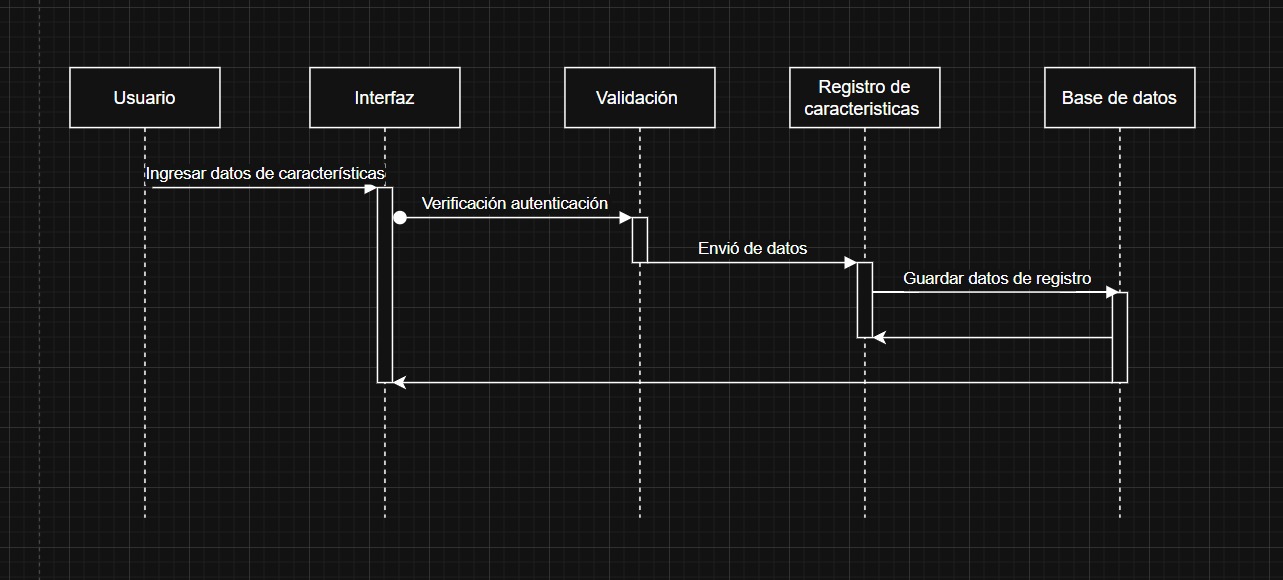 Usuario
Interfaz
Validación
Registro de
caracteristicas
Base de datos
Ingresar datos de características
Verificación autenticación
Envió de datos
Guardar datos de registro